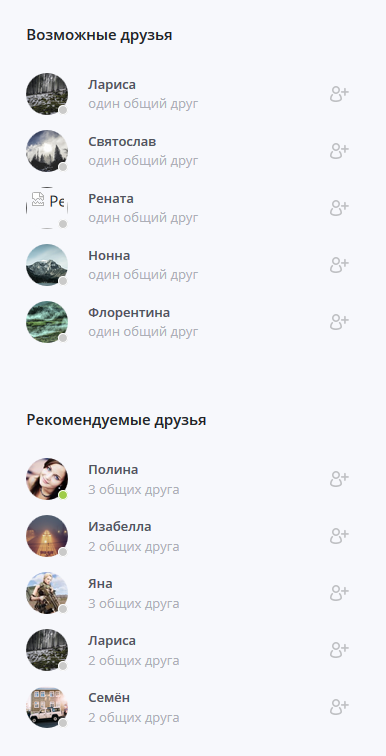 Возможные друзья
Лариса
один общий друг
Святослав
один общий друг
Ре
Рената
один общий друг
Нонна
один общий друг
Флорентина
один общий друг
Рекомендуемые друзья
Полина
3 общих друга
Изабелла
2 общих друга
Яна
3 общих друга
Лариса
2 общих друга
Семён
2 общих друга